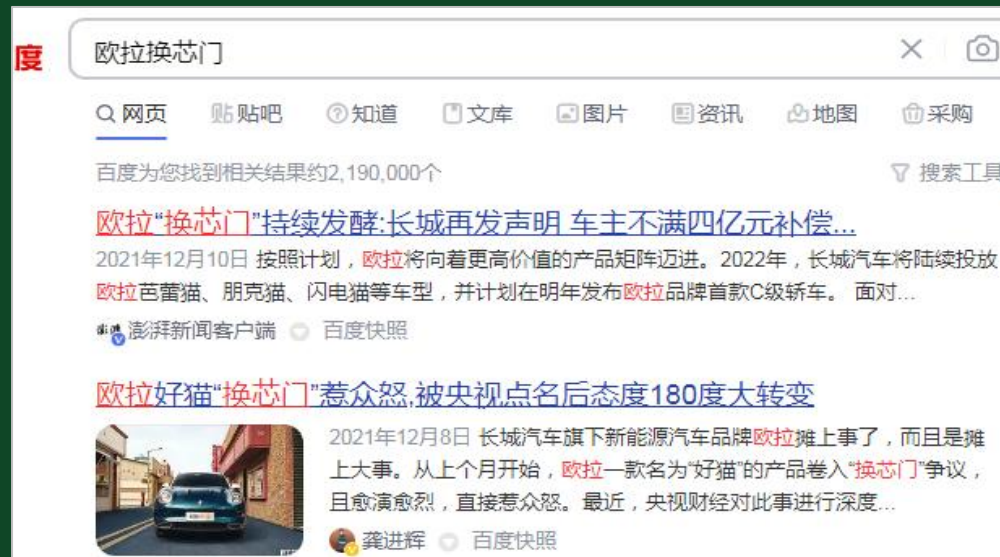 度
欧拉换芯门
网页 贴吧 知道 文库 图片 资讯 地图 采购
百度为您找到相关结果约2,190,000个
搜索工具
欧拉“换芯门”持续发酵:长城再发声明 车主不满四亿元补偿...
2021年12月10日 按照计划，欧拉将向着更高价值的产品矩阵迈进。2022年，长城汽车将陆续投放
欧拉芭蕾猫、朋克猫、闪电猫等车型，并计划在明年发布欧拉品牌首款C级轿车。 面对...
澎湃新闻客户端 百度快照
欧拉好猫“换芯门”惹众怒,被央视点名后态度180度大转变
2021年12月8日 长城汽车旗下新能源汽车品牌欧拉摊上事了，而且是摊
上大事。从上个月开始，欧拉一款名为“好猫”的产品卷入“换芯门”争议，
且愈演愈烈，直接惹众怒。最近，央视财经对此事进行深度...
龚进辉 百度快照